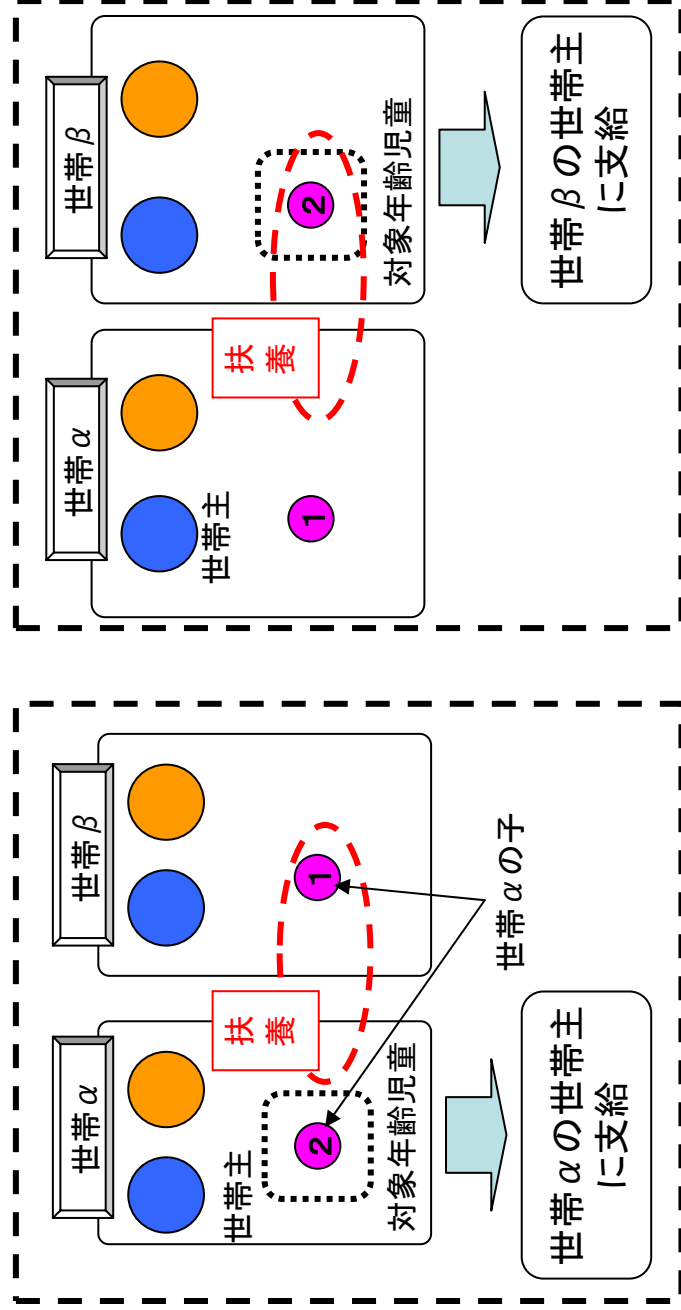 世帯α
世帯β
世帯主
扶
養
2
1
対象年齢児童
世帯αの子
世帯αの世帯主
に支給
世帯α
世帯β
世帯主
扶
養
1
2
対象年齢児童
世帯βの世帯主
に支給